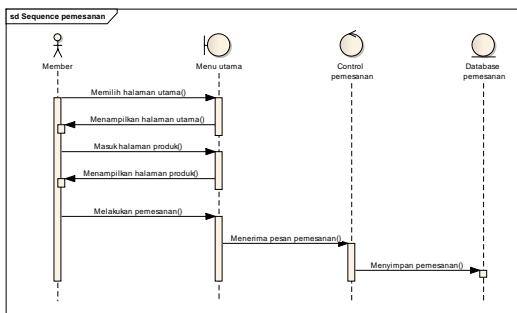 sd Sequence pemesanan
Member
Menu utama
Control
pemesanan
Database
pemesanan
Memilih halaman utama()
Menampilkan halaman utama()
Masuk halaman produk()
Menampilkan halaman produk()
Melakukan pemesanan()
Menerima pesan pemesanan()
Menyimpan pemesanan()